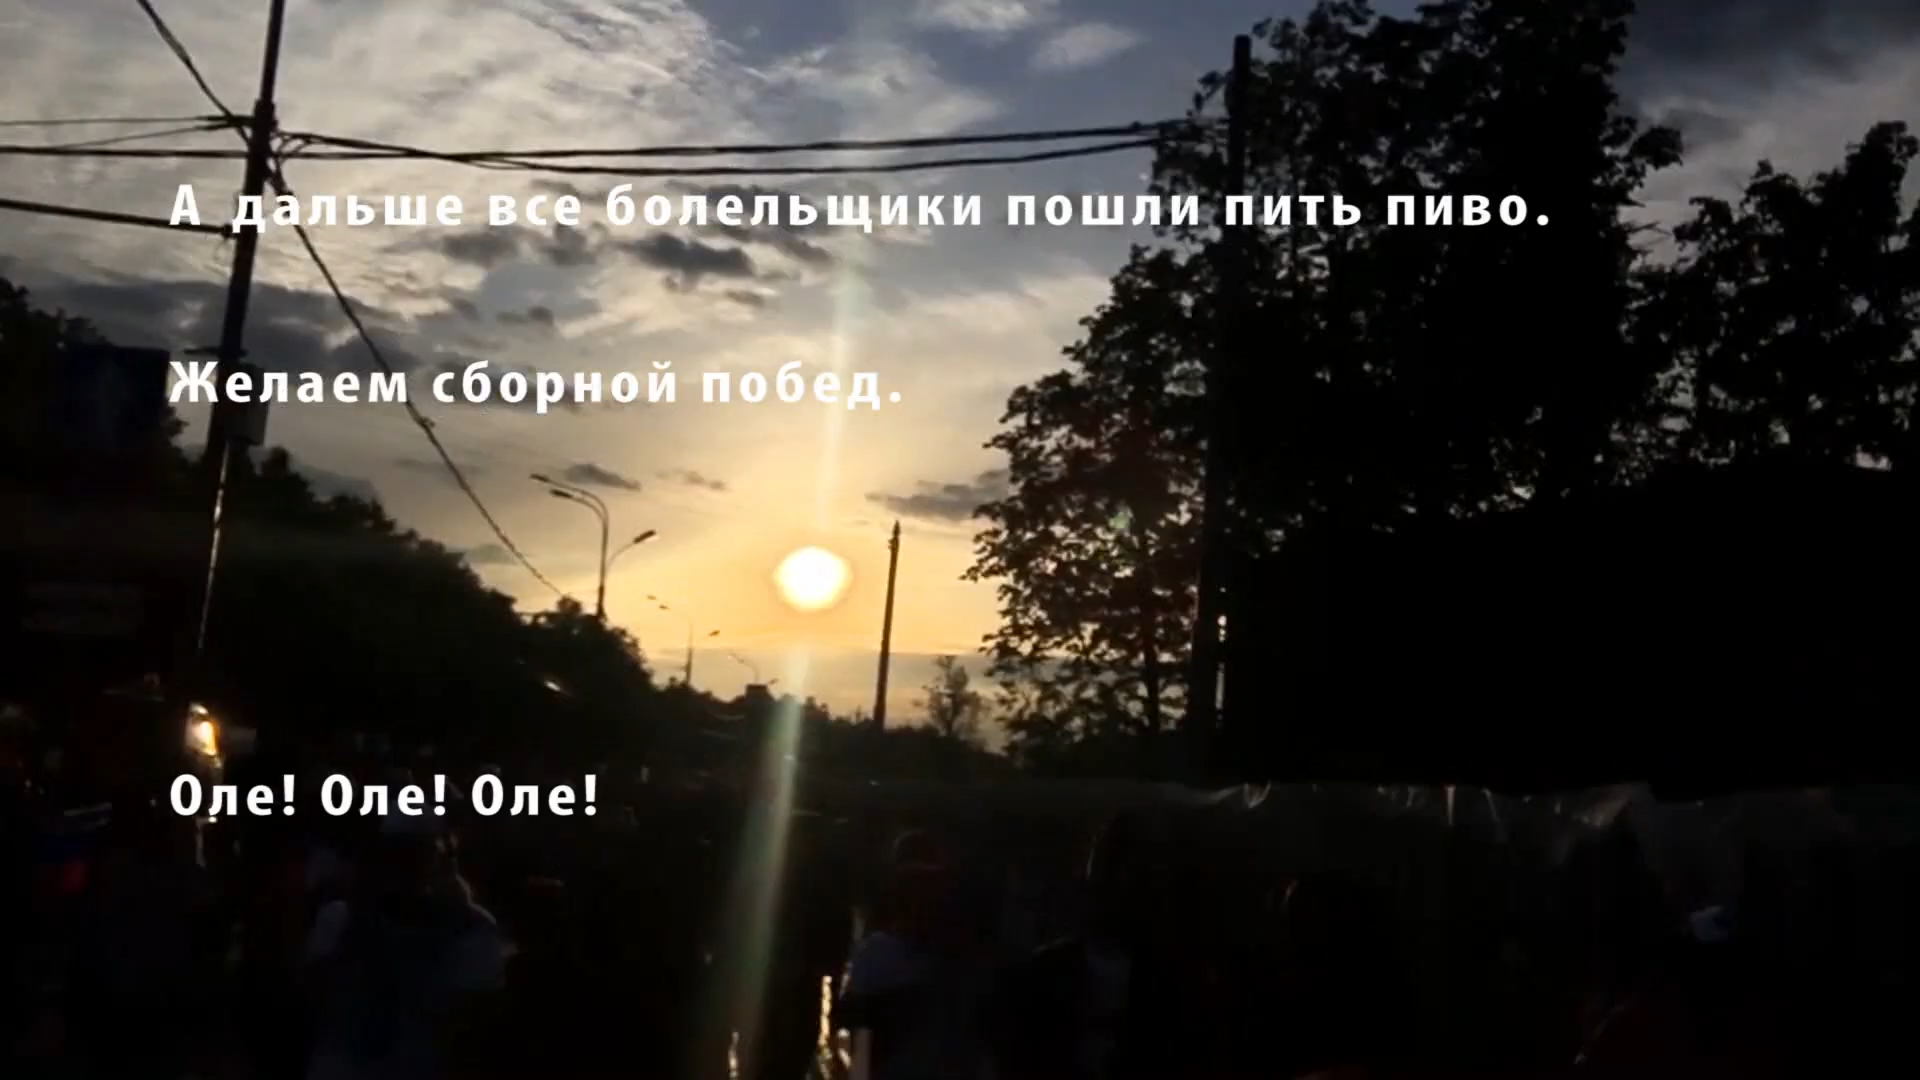 А дальше все болельщики пошли пить пиво.
Желаем сборной побед.
Оле! Оле! Оле!